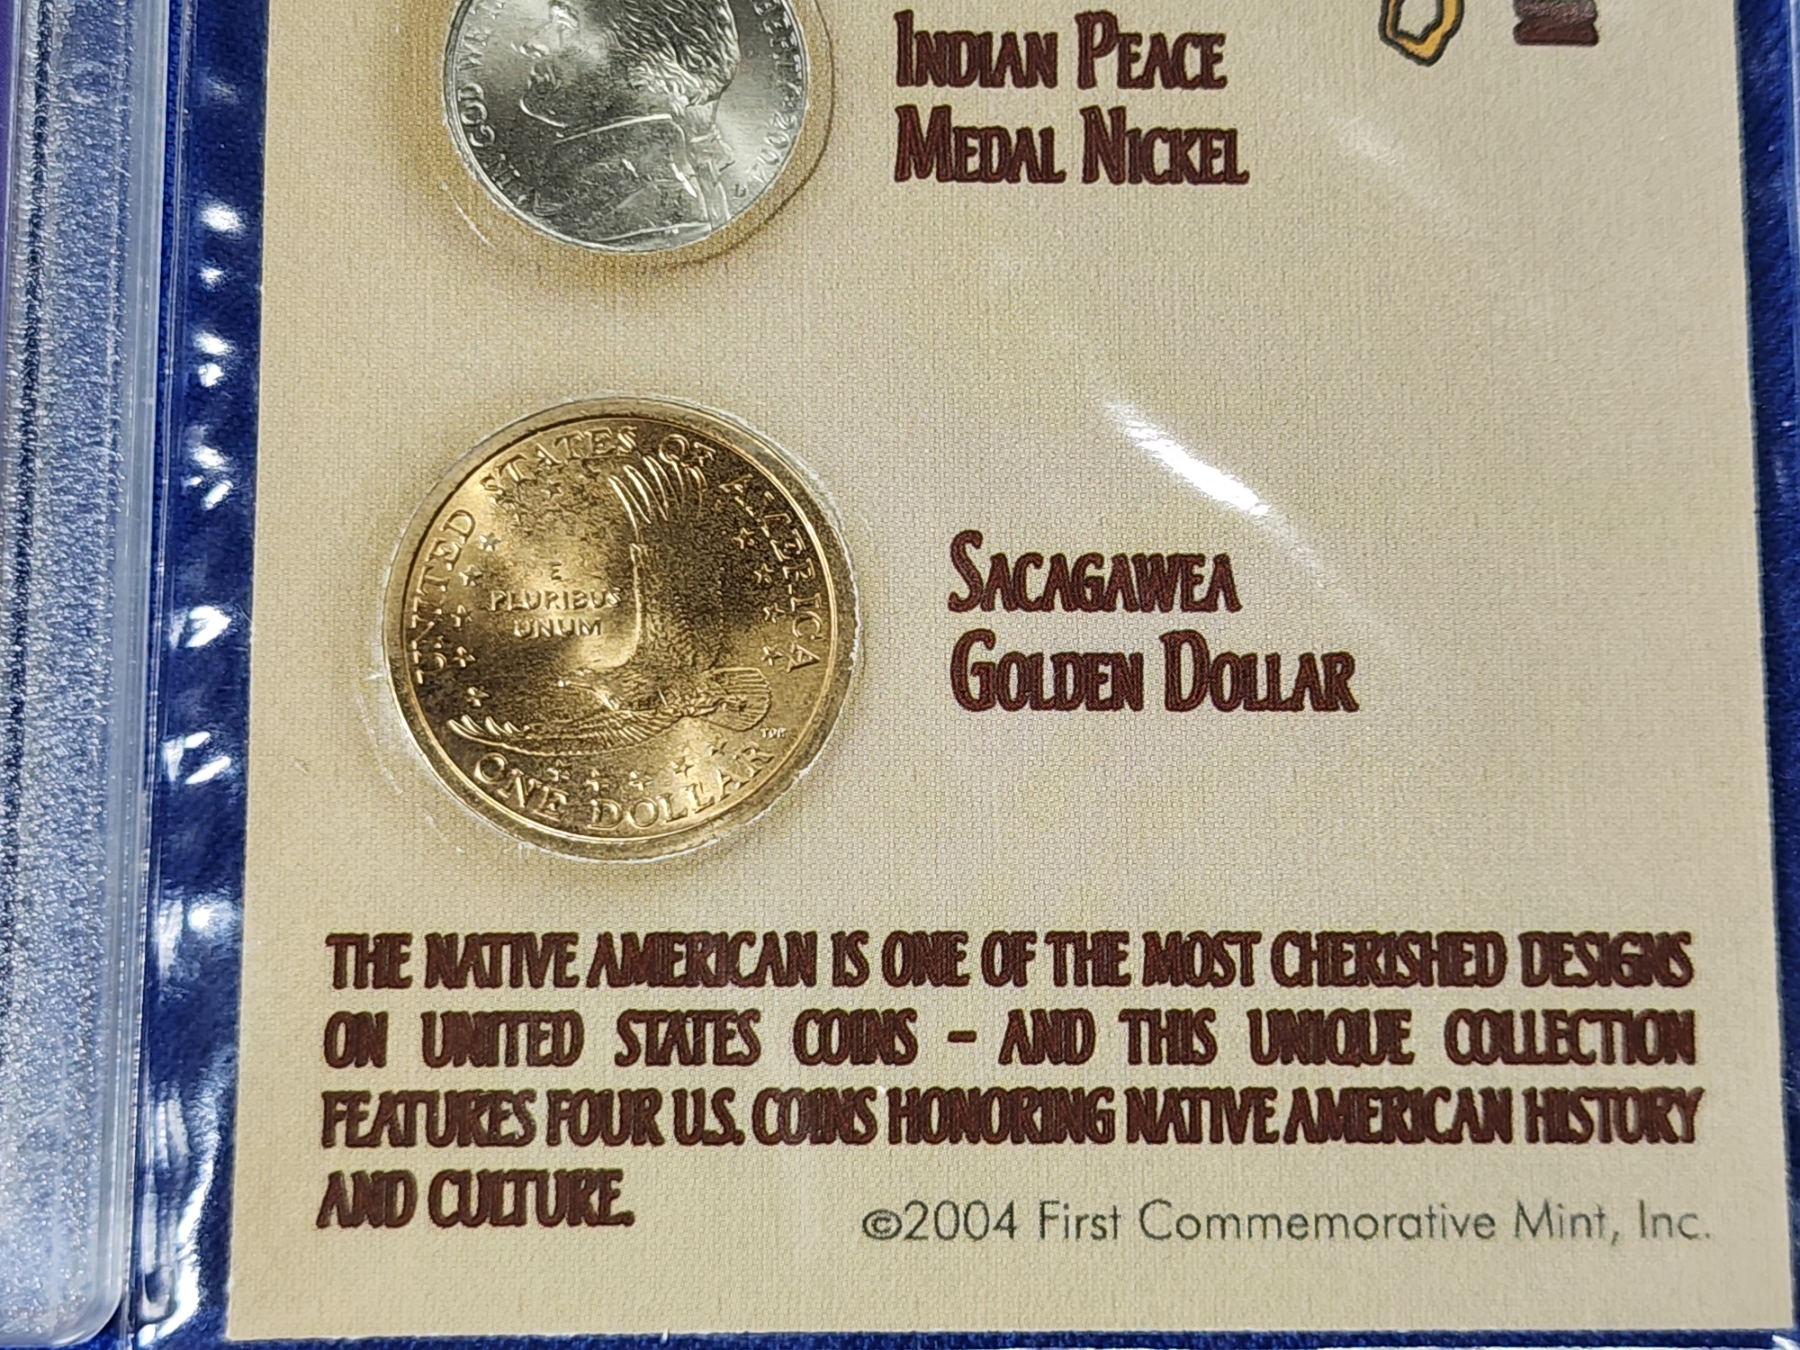 INDIAN PEACE
MEDAL NICKEL
IN GOD WE
LIBERTY 2004
D
UNITED STATES OF AMERICA
E
PLURIBUS
UNUM
ONE DOLLAR
SACAGAWEA
GOLDEN DOLLAR
THE NATIVE AMERICAN IS ONE OF THE MOST CHERISHED DESIGNS
ON UNITED STATES COINS – AND THIS UNIQUE COLLECTION
FEATURES FOUR U.S. COINS HONORING NATIVE AMERICAN HISTORY
AND CULTURE.
©2004 First Commemorative Mint, Inc.